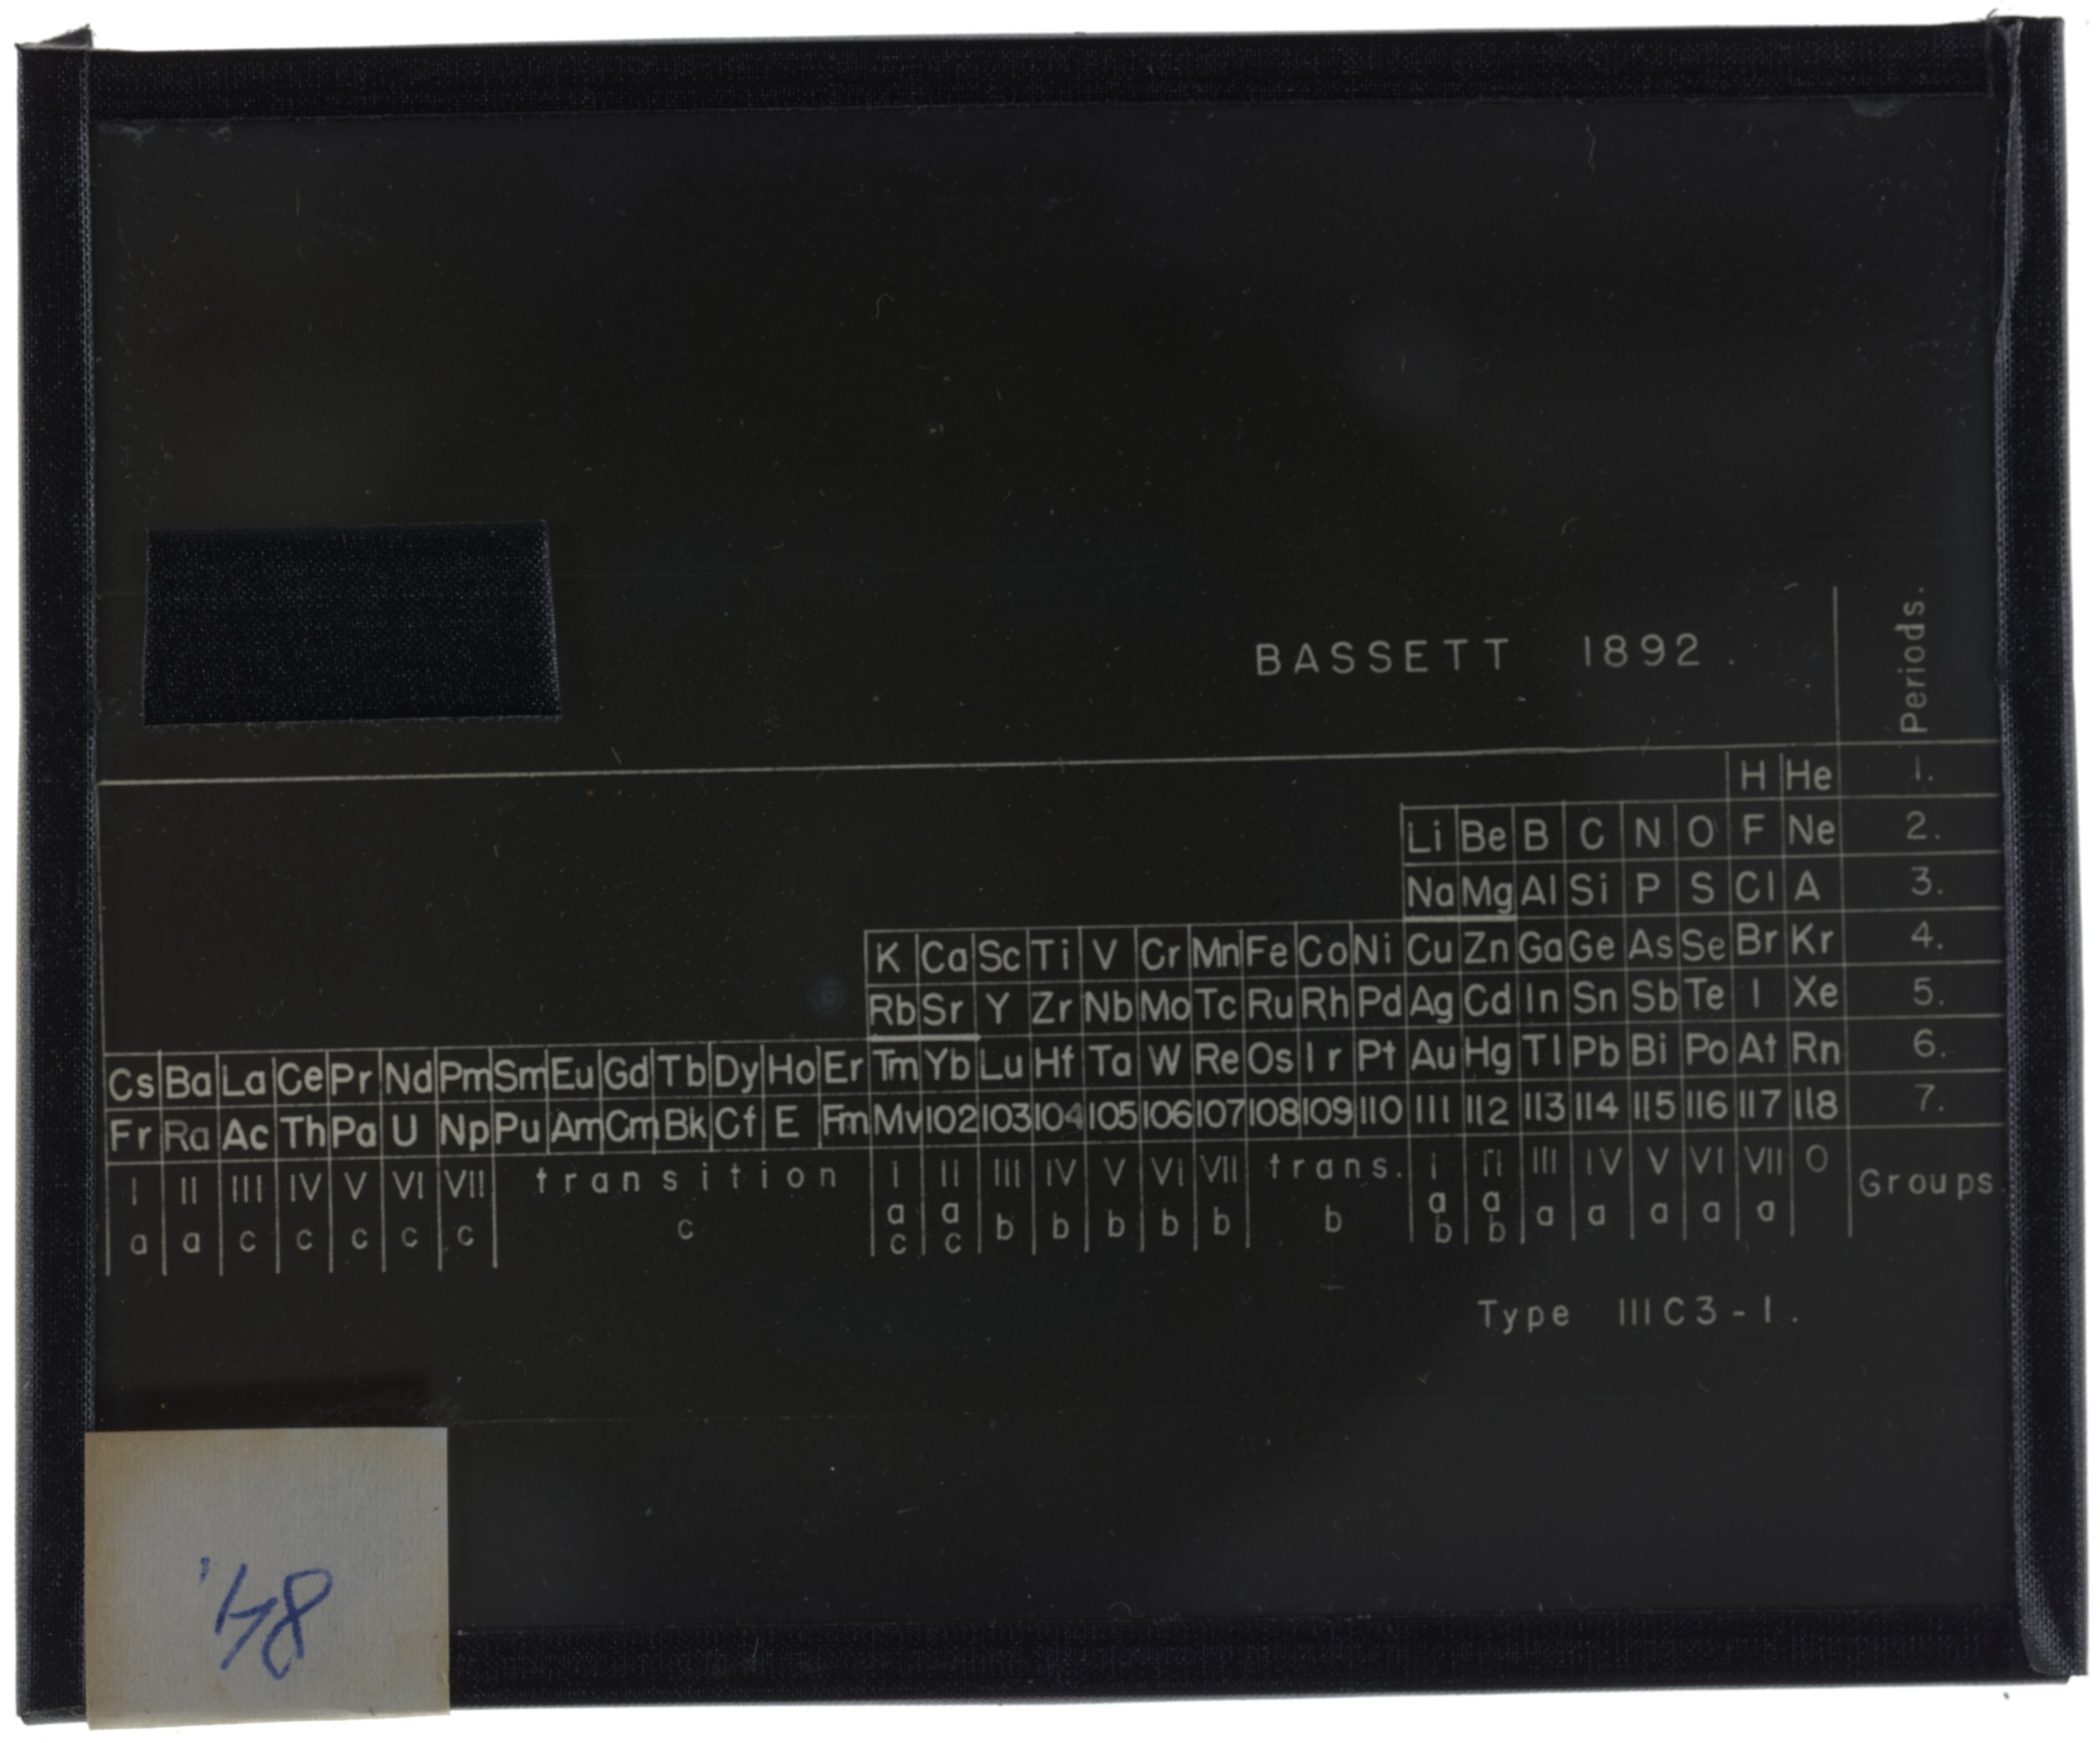 BASSETT 1892.
Periods.
H He 1.
Li Be B C N O F Ne 2.
Na Mg Al Si P S Cl A 3.
K Ca Sc Ti V Cr Mn Fe Co Ni Cu Zn Ga Ge As Se Br Kr 4.
Rb Sr Y Zr Nb Mo Tc Ru Rh Pd Ag Cd In Sn Sb Te I Xe 5.
Cs Ba La Ce Pr Nd Pm Sm Eu Gd Tb Dy Ho Er Tm Yb Lu Hf Ta W Re Os Ir Pt Au Hg Tl Pb Bi Po At Rn 6.
Fr Ra Ac Th Pa U Np Pu Am Cm Bk Cf E Fm Mv 102 103 104 105 106 107 108 109 110 111 112 113 114 115 116 117 118 7.
I II III IV V VI VII transition I II III IV V VI VII trans. I II III IV V VI VII O Groups.
a a c c c c c c a a b b b b b b a a a a a a a
c c b b
Type IIIC3-1.
84.